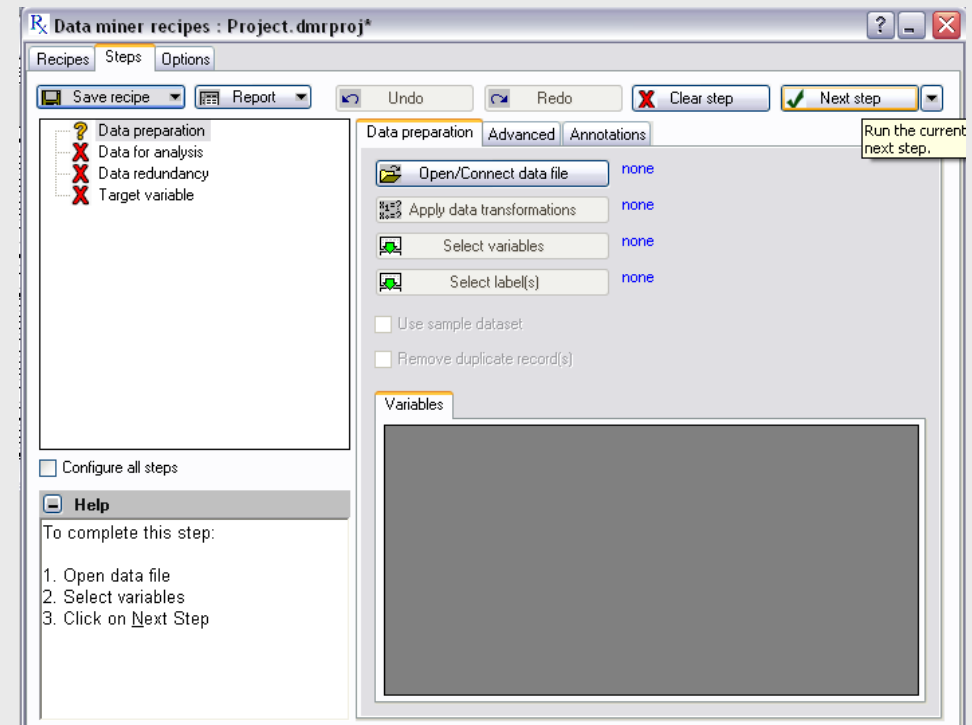 Data miner recipes : Project.dmrproj*
Recipes Steps Options
Save recipe Report Undo Redo Clear step Next step
Run the current
next step.
Data preparation
Data for analysis
Data redundancy
Target variable
Configure all steps
Help
To complete this step:
1. Open data file
2. Select variables
3. Click on Next Step
Data preparation Advanced Annotations
Open/Connect data file none
Apply data transformations none
Select variables none
Select label(s) none
Use sample dataset
Remove duplicate record(s)
Variables